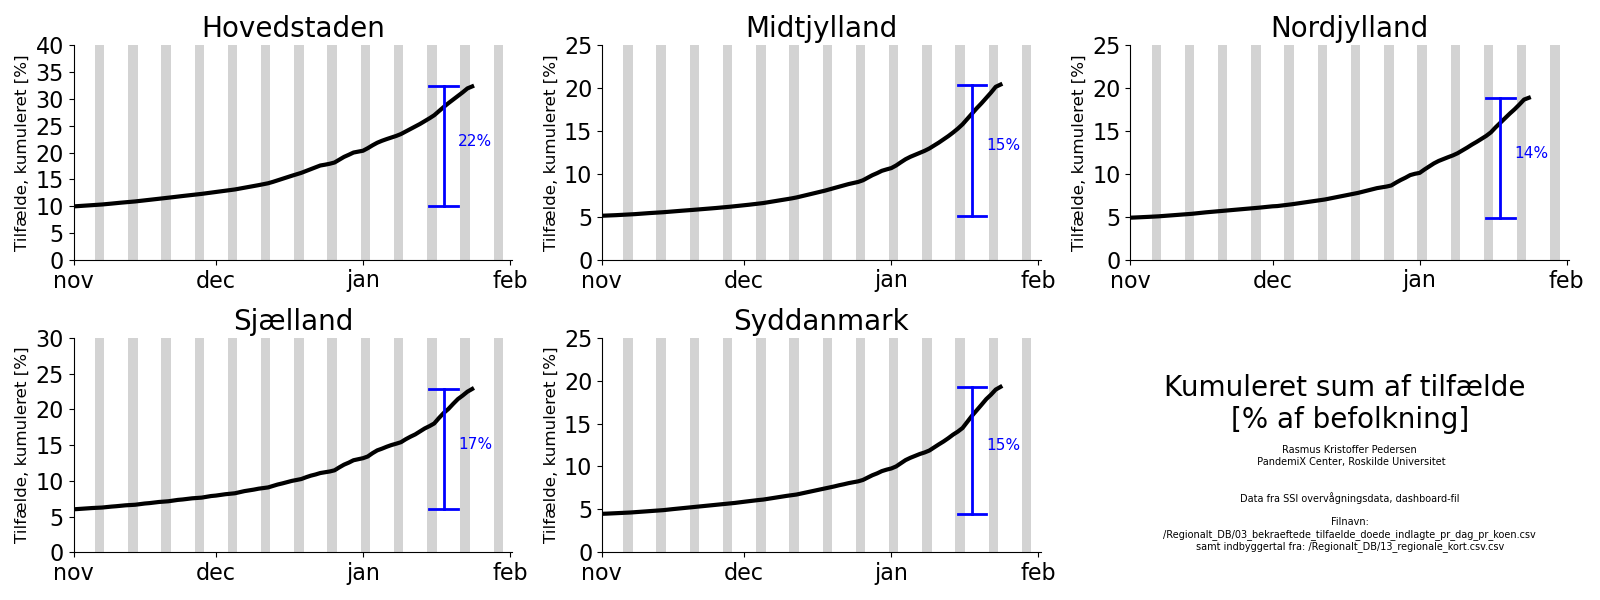 Hovedstaden
Tilfælde, kumuleret [%]
40
35
30
25
20
15
10
5
0
22%
nov
dec
jan
feb
Midtjylland
Tilfælde, kumuleret [%]
25
20
15
10
5
0
15%
nov
dec
jan
feb
Nordjylland
Tilfælde, kumuleret [%]
25
20
15
10
5
0
14%
nov
dec
jan
feb
Sjælland
Tilfælde, kumuleret [%]
30
25
20
15
10
5
0
17%
nov
dec
jan
feb
Syddanmark
Tilfælde, kumuleret [%]
25
20
15
10
5
0
15%
nov
dec
jan
feb
Kumuleret sum af tilfælde
[% af befolkning]
Rasmus Kristoffer Pedersen
PandemiX Center, Roskilde Universitet
Data fra SSI overvågningsdata, dashboard-fil
Filnavn:
/Regionalt_DB/03_bekraeftede_tilfaelde_doede_indlagte_pr_dag_pr_koen.csv
samt indbyggertal fra: /Regionalt_DB/13_regionale_kort.csv.csv